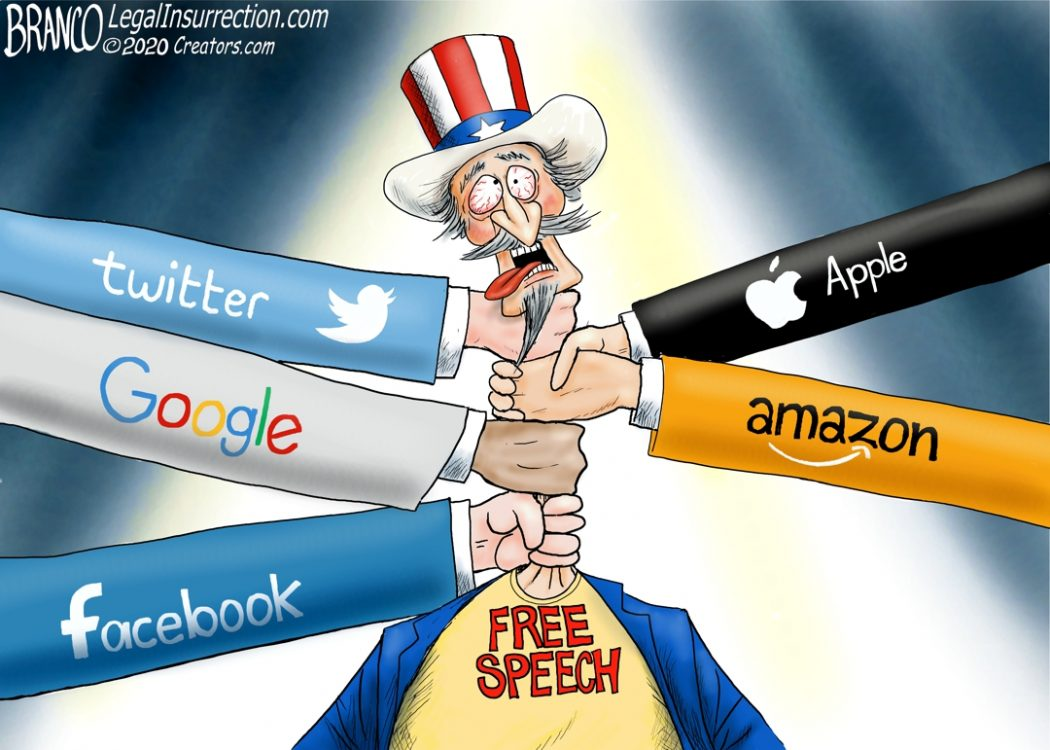 BRANCO
LegalInsurrection.com
©2020 Creators.com
twitter
Apple
Google
amazon
facebook
FREE
SPEECH